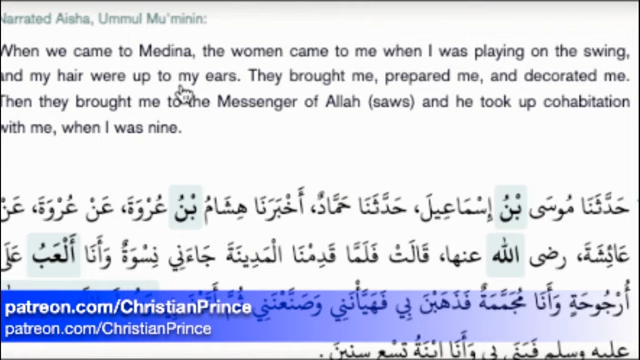 Narrated Aisha, Ummul Mu'minin:
When we came to Medina, the women came to me when I was playing on the swing,
and my hair were up to my ears. They brought me, prepared me, and decorated me.
Then they brought me to the Messenger of Allah (saws) and he took up cohabitation
with me, when I was nine.
حَدَّثَنَا مُوسَى بْنُ إِسْمَاعِيلَ، حَدَّثَنَا حَمَّادٌ، أَخْبَرَنَا هِشَامُ بْنُ عُرْوَةَ، عَنْ عُرْوَةَ، عَنْ
عَائِشَةَ، رضى الله عنها، قَالَتْ فَلَمَّا قَدِمْنَا الْمَدِينَةَ جَاءَنِي نِسْوَةٌ وَأَنَا أَلْعَبُ عَلَى
أُرْجُوحَةٍ وَأَنَا مُجَمَّمَةٌ فَذَهَبْنَ بِي فَهَيَّأْنَنِي وَصَنَّعْنَنِي ثُمَّ
patreon.com/ChristianPrince
patreon.com/ChristianPrince
عليه وسلم فَبَنَى بِي وَأَنَا ابْنَةُ تِسْعِ سِنِينَ .